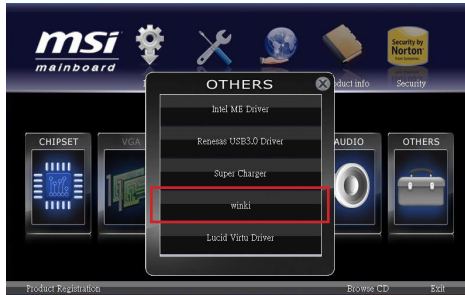 msi
mainboard
Security by
Norton
duct info
Security
OTHERS
Intel ME Driver
Renesas USB3.0 Driver
Super Charger
winki
Lucid Virtu Driver
CHIPSET
VGA
AUDIO
OTHERS
Product Registration
Browse CD
Exit